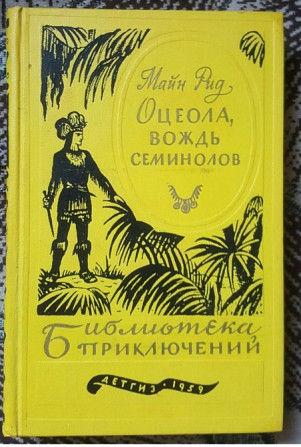 Майн Рид
Оцеола,
вождь
семинолов
Библиотека
приключений
ДЕТГИЗ • 1959